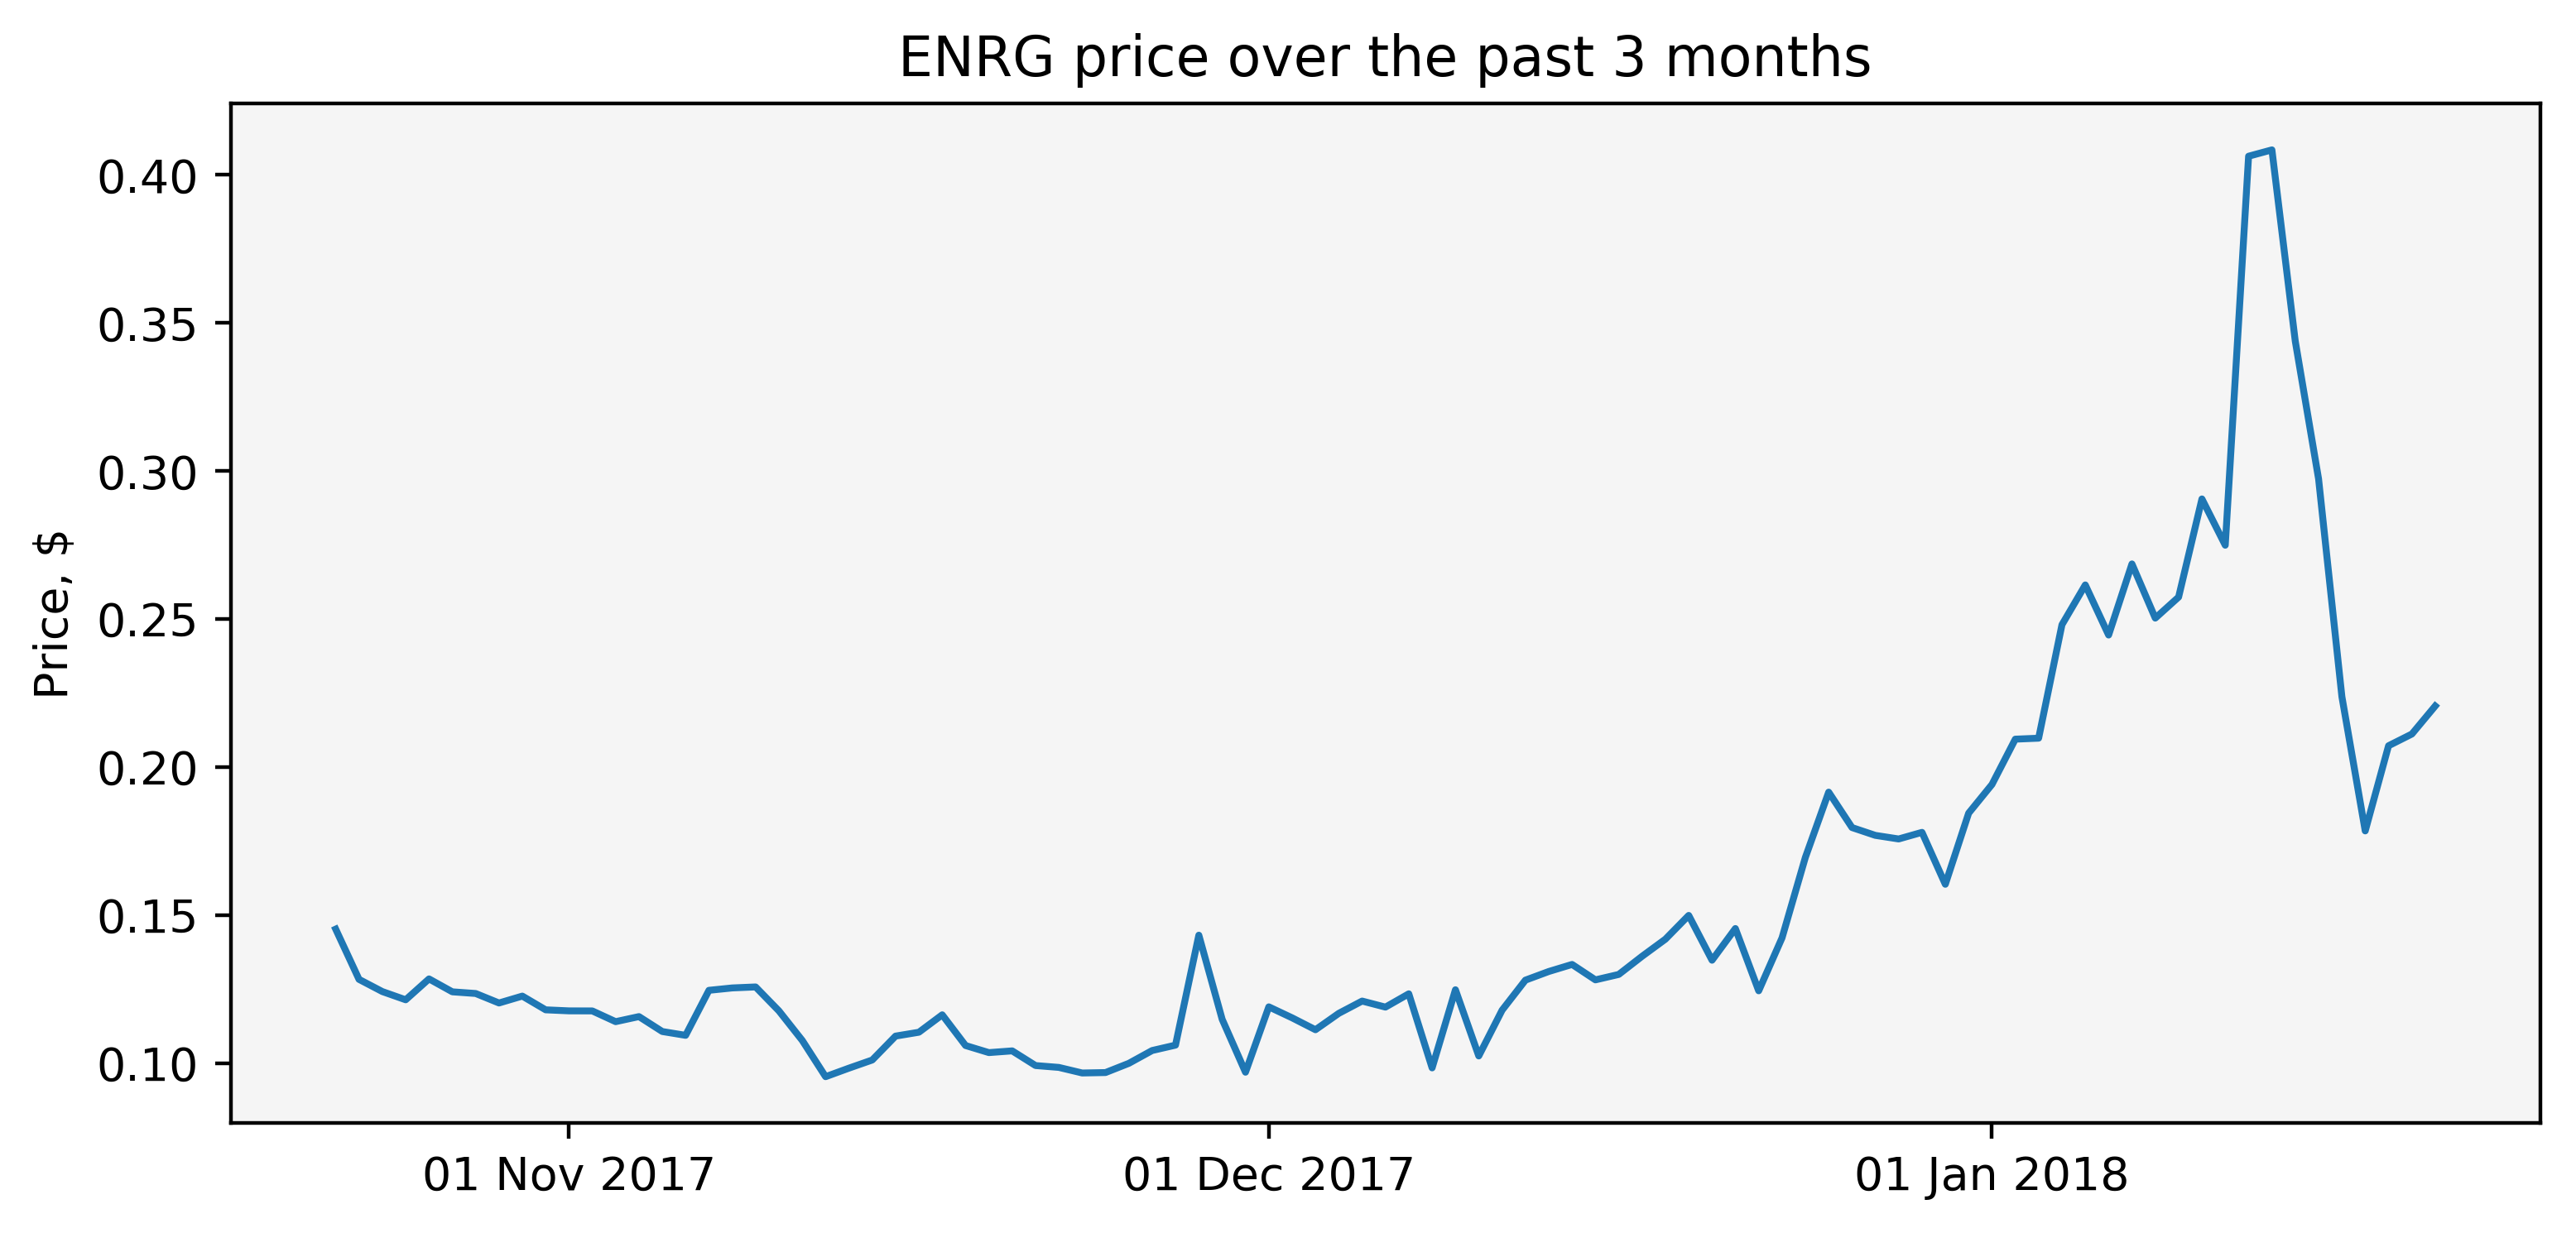 ENRG price over the past 3 months
Price, $
0.40
0.35
0.30
0.25
0.20
0.15
0.10
01 Nov 2017
01 Dec 2017
01 Jan 2018